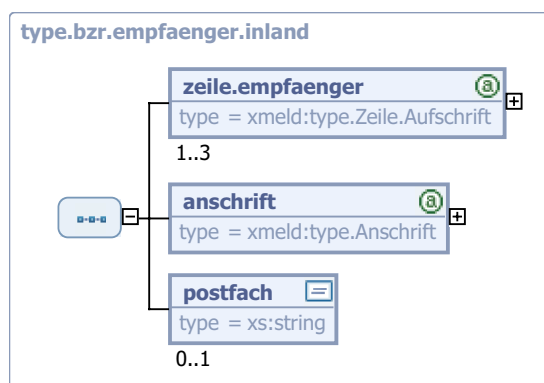 type.bzr.empfaenger.inland
zeile.empfaenger
type = xmeld:type.Zeile.Aufschrift
1..3
anschrift
type = xmeld:type.Anschrift
postfach
type = xs:string
0..1